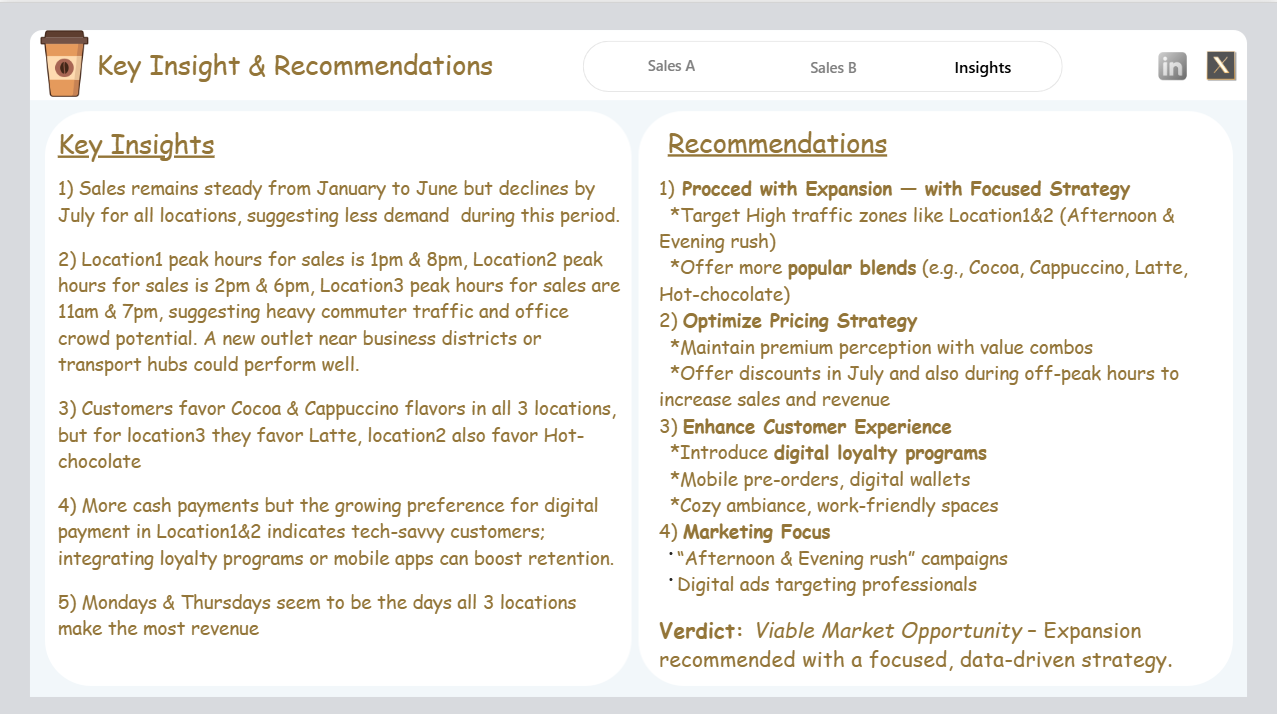 Key Insight & Recommendations
Sales A
Sales B
Insights
in
X
Key Insights
1) Sales remains steady from January to June but declines by
July for all locations, suggesting less demand  during this period.
2) Location1 peak hours for sales is 1pm & 8pm, Location2 peak
hours for sales is 2pm & 6pm, Location3 peak hours for sales are
11am & 7pm, suggesting heavy commuter traffic and office
crowd potential. A new outlet near business districts or
transport hubs could perform well.
3) Customers favor Cocoa & Cappuccino flavors in all 3 locations,
but for location3 they favor Latte, location2 also favor Hot-
chocolate
4) More cash payments but the growing preference for digital
payment in Location1&2 indicates tech-savvy customers;
integrating loyalty programs or mobile apps can boost retention.
5) Mondays & Thursdays seem to be the days all 3 locations
make the most revenue
Recommendations
1) Procced with Expansion — with Focused Strategy
*Target High traffic zones like Location1&2 (Afternoon &
Evening rush)
*Offer more popular blends (e.g., Cocoa, Cappuccino, Latte,
Hot-chocolate)
2) Optimize Pricing Strategy
*Maintain premium perception with value combos
*Offer discounts in July and also during off-peak hours to
increase sales and revenue
3) Enhance Customer Experience
*Introduce digital loyalty programs
*Mobile pre-orders, digital wallets
*Cozy ambiance, work-friendly spaces
4) Marketing Focus
· “Afternoon & Evening rush” campaigns
· Digital ads targeting professionals
Verdict: Viable Market Opportunity – Expansion
recommended with a focused, data-driven strategy.